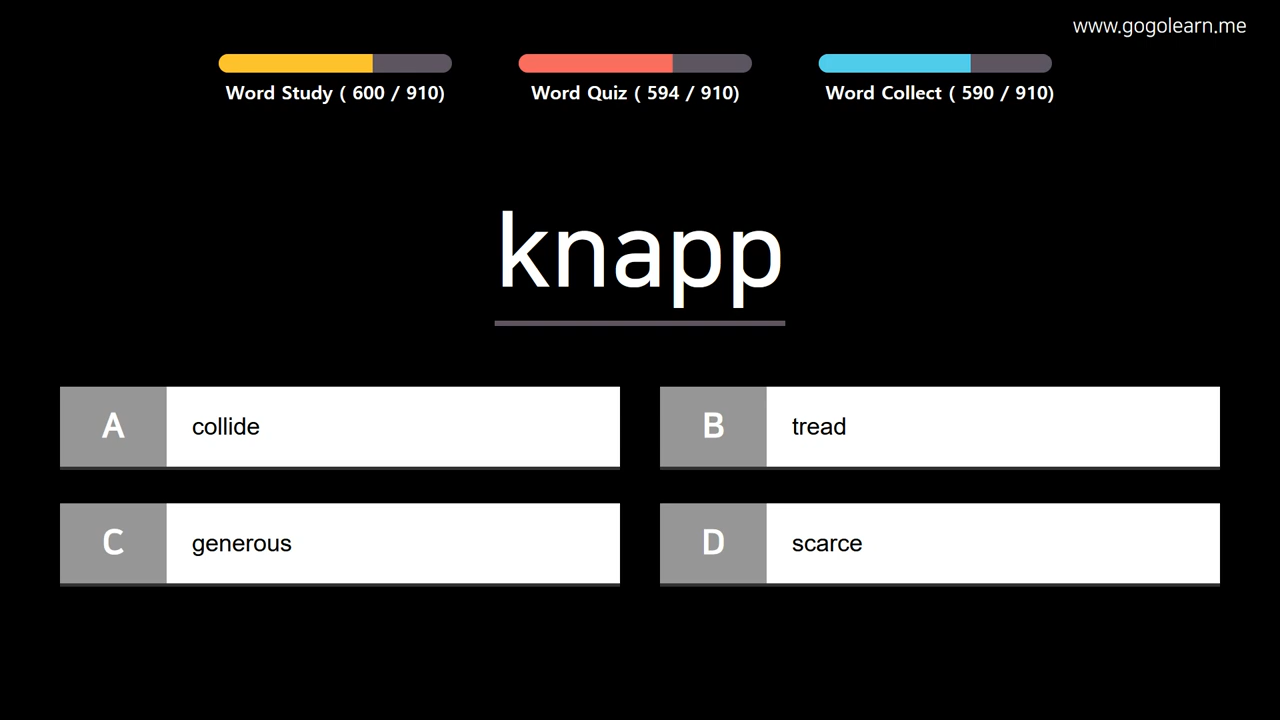 www.gogolearn.me
Word Study ( 600 / 910)
Word Quiz ( 594 / 910)
Word Collect ( 590 / 910)
knapp
A collide
B tread
C generous
D scarce